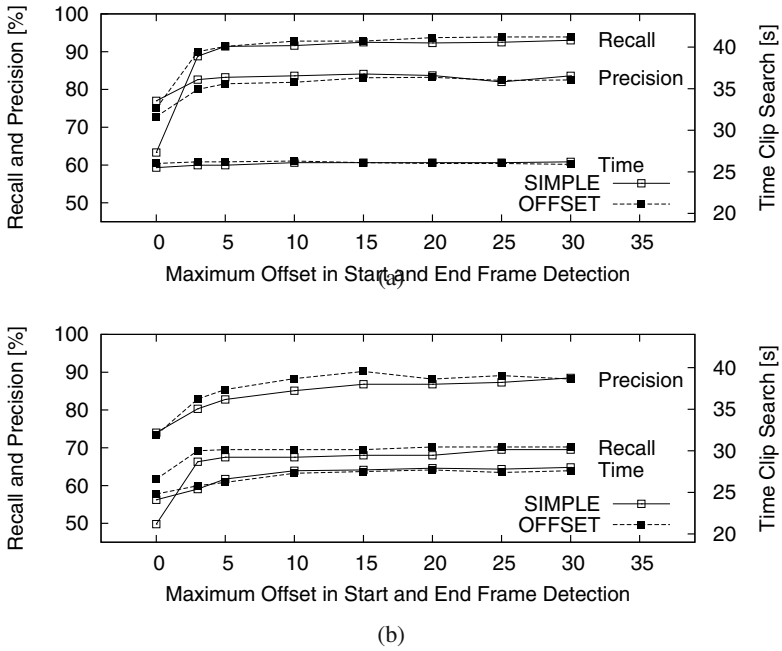 Recall and Precision [%]
100
90
80
70
60
50
0 5 10 15 20 25 30 35
Maximum Offset in Start and End Frame Detection
Time Clip Search [s]
40
35
30
25
20
Recall
Precision
Time
SIMPLE
OFFSET
(a)
Recall and Precision [%]
100
90
80
70
60
50
0 5 10 15 20 25 30 35
Maximum Offset in Start and End Frame Detection
Time Clip Search [s]
40
35
30
25
20
Precision
Recall
Time
SIMPLE
OFFSET
(b)